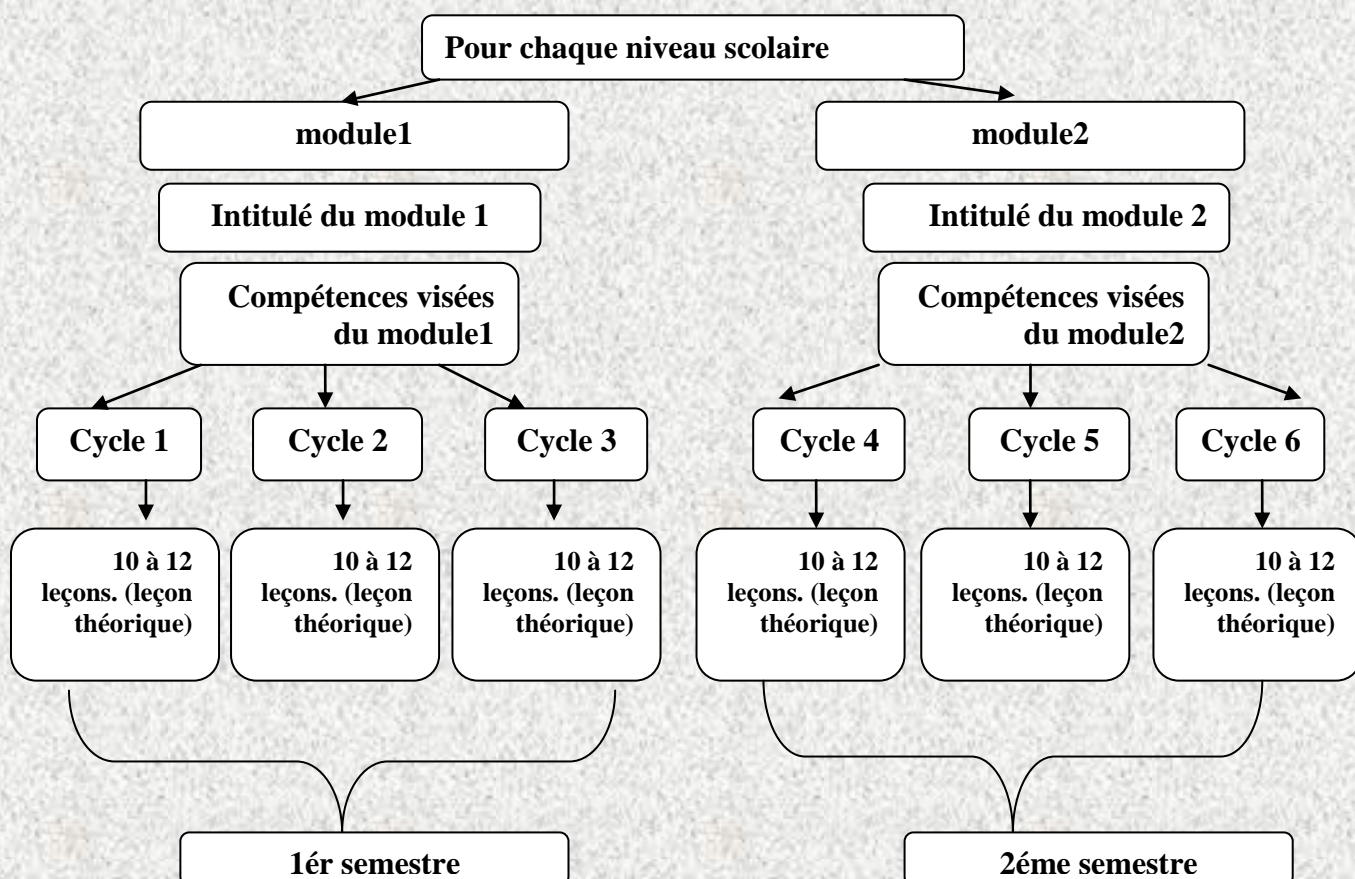 Pour chaque niveau scolaire
module1
module2
Intitulé du module 1
Intitulé du module 2
Compétences visées
du module1
Compétences visées
du module2
Cycle 1
Cycle 2
Cycle 3
Cycle 4
Cycle 5
Cycle 6
10 à 12
leçons. (leçon
théorique)
10 à 12
leçons. (leçon
théorique)
10 à 12
leçons. (leçon
théorique)
10 à 12
leçons. (leçon
théorique)
10 à 12
leçons. (leçon
théorique)
10 à 12
leçons. (leçon
théorique)
1ér semestre
2éme semestre